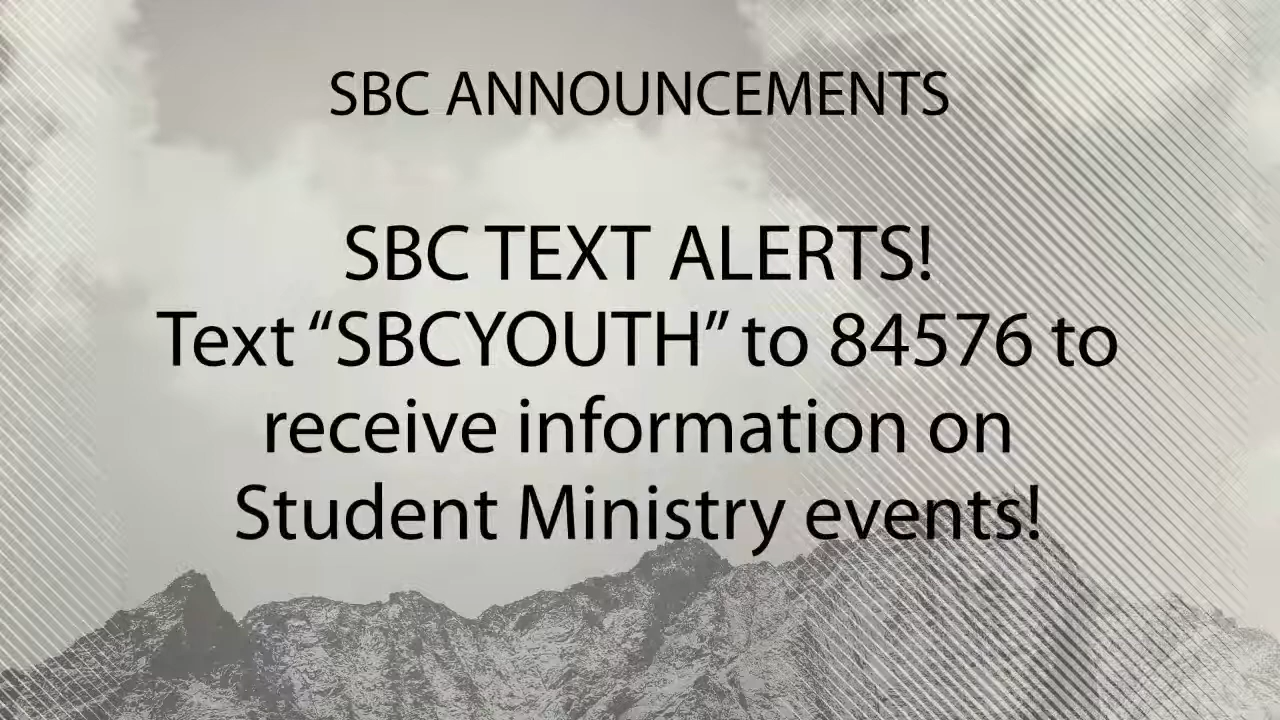 SBC ANNOUNCEMENTS
SBC TEXT ALERTS!
Text “SBCYOUTH” to 84576 to
receive information on
Student Ministry events!